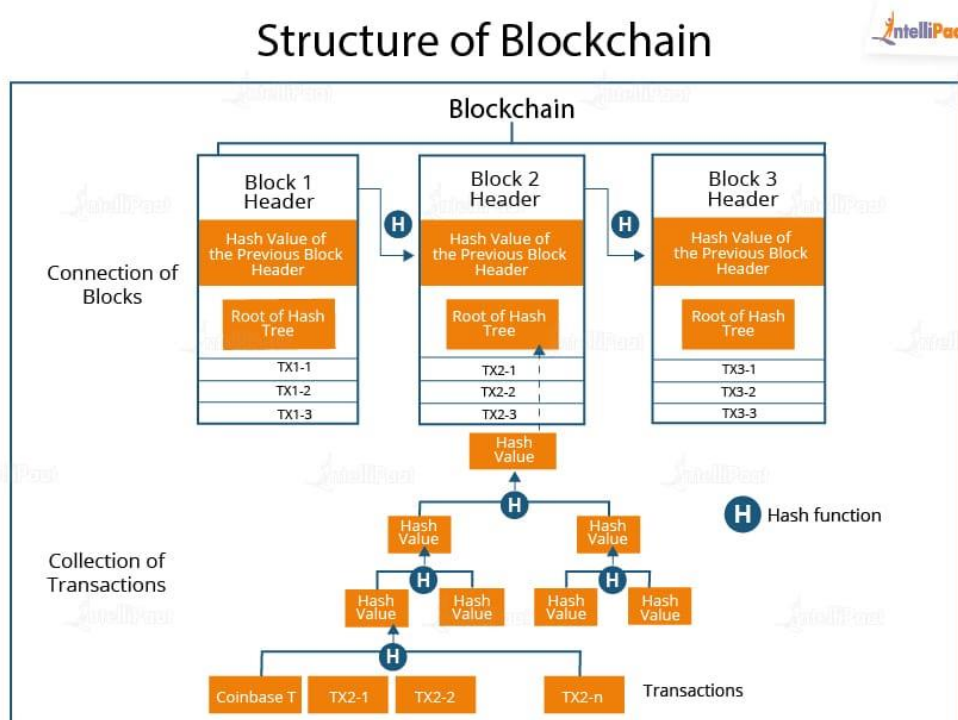 Structure of Blockchain
Blockchain
Block 1
Header
Hash Value of
the Previous Block
Header
Root of Hash
Tree
TX1-1
TX1-2
TX1-3
H
Block 2
Header
Hash Value of
the Previous Block
Header
Root of Hash
Tree
TX2-1
TX2-2
TX2-3
H
Block 3
Header
Hash Value of
the Previous Block
Header
Root of Hash
Tree
TX3-1
TX3-2
TX3-3
Connection of
Blocks
Hash
Value
H
Hash
Value
Hash
Value
H Hash function
Collection of
Transactions
H
H
Hash
Value
Hash
Value
Hash
Value
Hash
Value
H
Coinbase T
TX2-1
TX2-2
TX2-n
Transactions
IntelliPaa